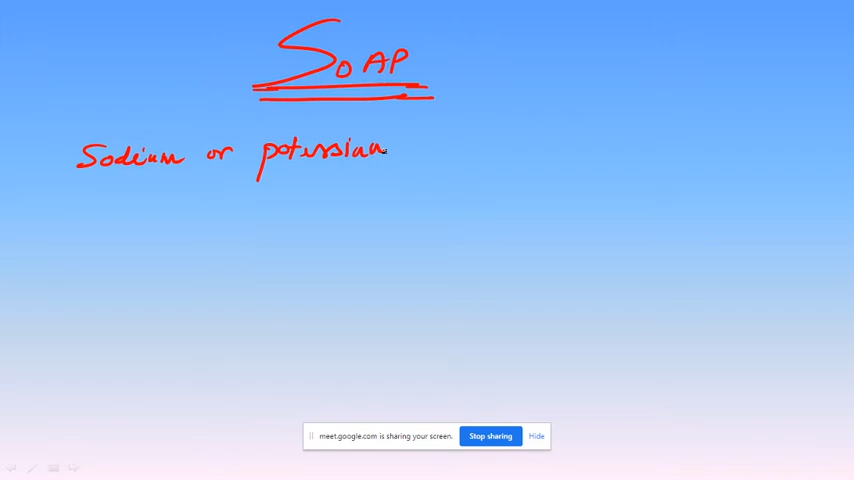 SOAP
Sodium or potassium
meet.google.com is sharing your screen. Stop sharing Hide